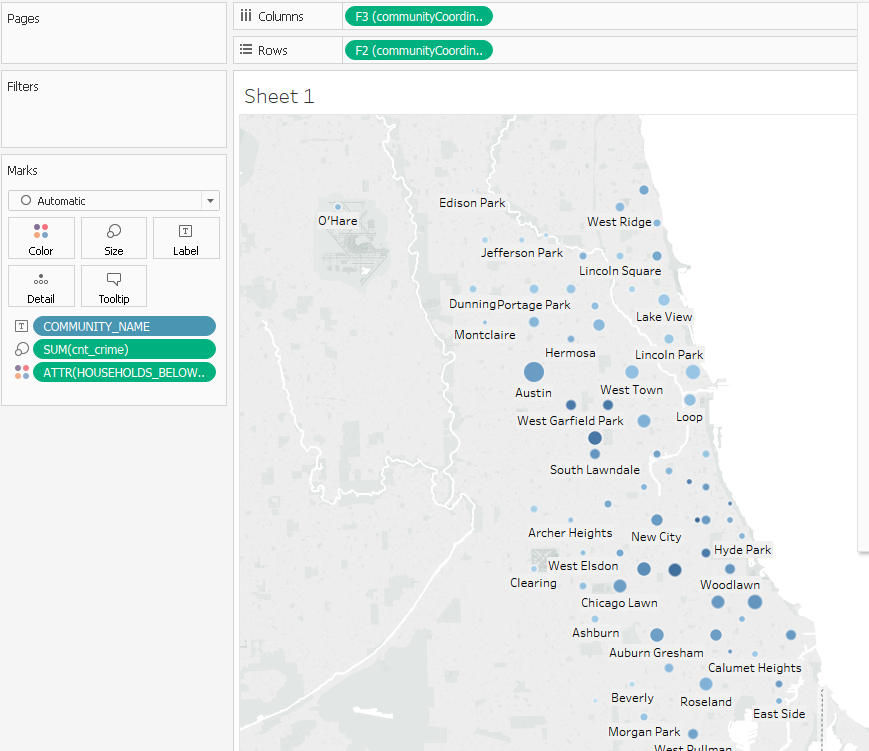 Pages
Columns
F3 (communityCoordin..
Rows
F2 (communityCoordin..
Filters
Sheet 1
Marks
Automatic
Color
Size
Label
Detail
Tooltip
COMMUNITY_NAME
SUM(cnt_crime)
ATTR(HOUSEHOLDS_BELOW..
Edison Park
O'Hare
West Ridge
Jefferson Park
Lincoln Square
Dunning
Portage Park
Lake View
Montclaire
Hermosa
Lincoln Park
Austin
West Town
West Garfield Park
Loop
South Lawndale
Archer Heights
New City
Hyde Park
West Elsdon
Clearing
Woodlawn
Chicago Lawn
Ashburn
Auburn Gresham
Calumet Heights
Beverly
Roseland
East Side
Morgan Park
West Pullman